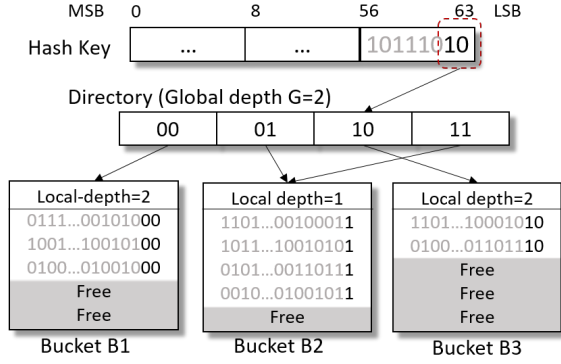 MSB 0 8 56 63 LSB
Hash Key ... ... 10111010
Directory (Global depth G=2)
00 01 10 11
Local-depth=2
0111...00101000
1001...10010100
0100...01001000
Free
Free
Bucket B1
Local depth=1
1101...00100011
1011...10010101
0101...00110111
0010...01001011
Free
Bucket B2
Local depth=2
1101...10001010
0100...01101110
Free
Free
Free
Bucket B3